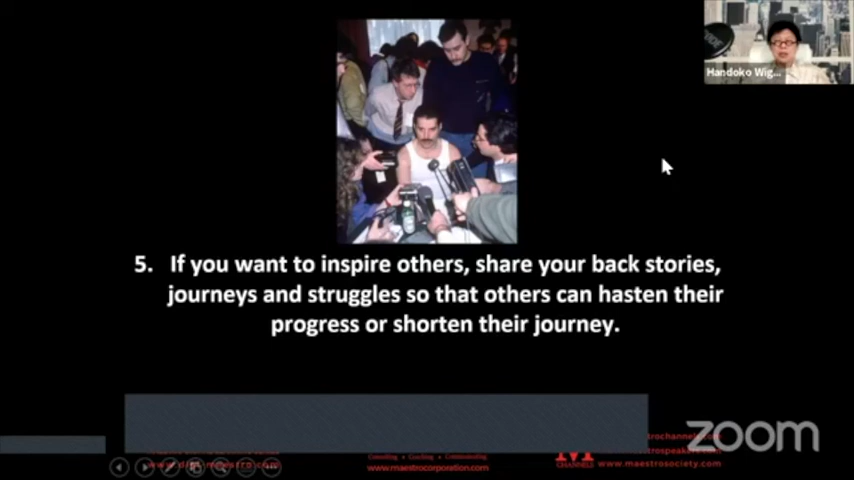 Handoko Wig...
5. If you want to inspire others, share your back stories,
journeys and struggles so that others can hasten their
progress or shorten their journey.
zoom
www.maestrocorporation.com
CHANNELS
www.maestrosociety.com